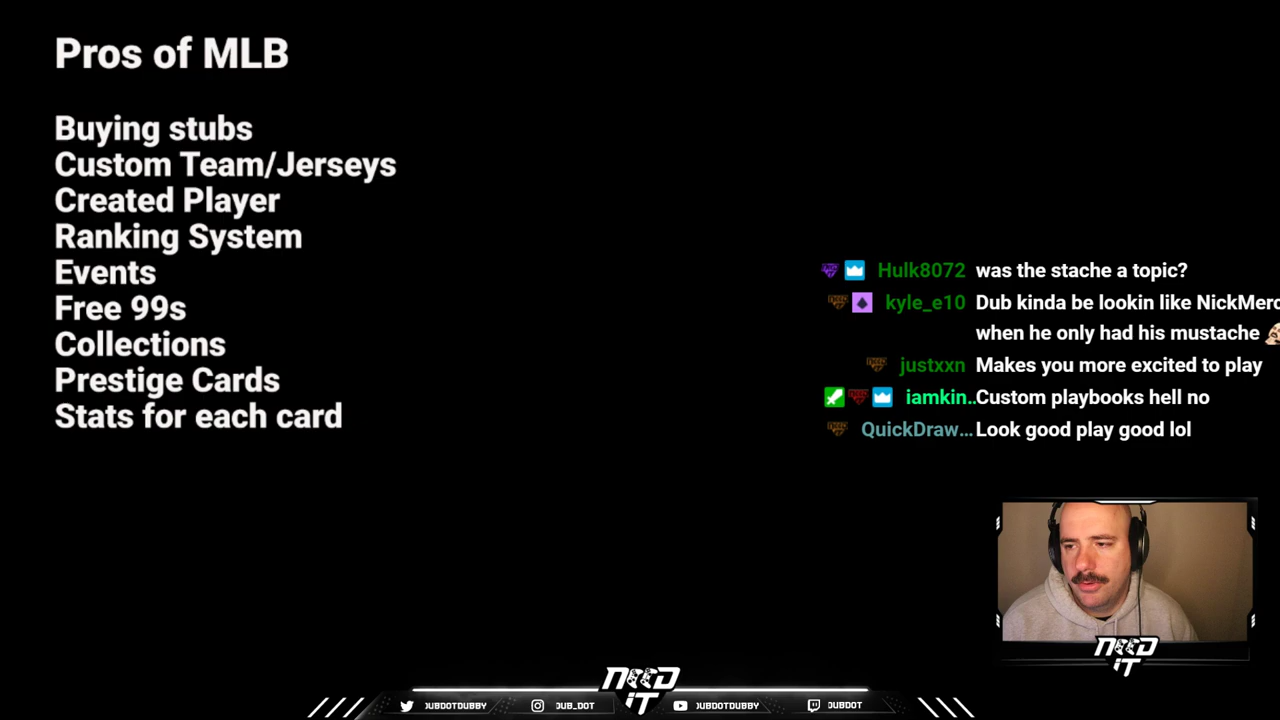 Pros of MLB
Buying stubs
Custom Team/Jerseys
Created Player
Ranking System
Events
Free 99s
Collections
Prestige Cards
Stats for each card
Hulk8072 was the stache a topic?
kyle_e10 Dub kinda be lookin like NickMerc
when he only had his mustache
justxxn Makes you more excited to play
iamkin.. Custom playbooks hell no
QuickDraw... Look good play good lol
NEED
IT
NEED
IT
DUBDOTDUBBY
DUB_DOT
DUBDOTDUBBY
DUBDOT